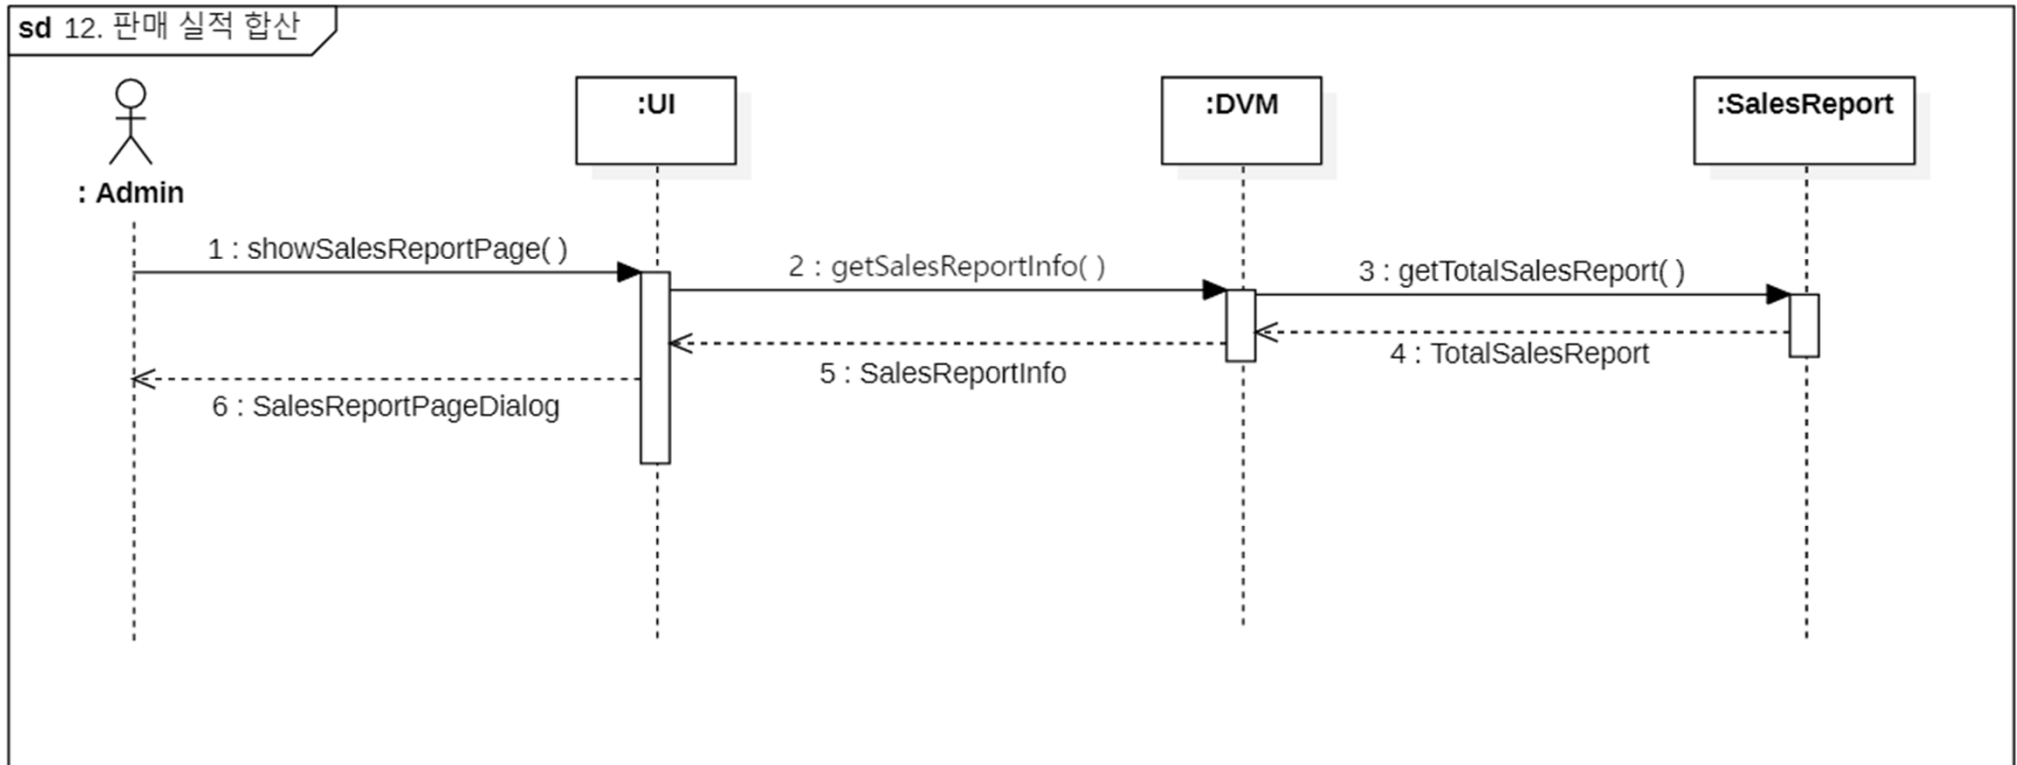 sd 12. 판매 실적 합산
:UI
:DVM
:SalesReport
: Admin
1 : showSalesReportPage( )
2 : getSalesReportInfo( )
3 : getTotalSalesReport( )
4 : TotalSalesReport
5 : SalesReportInfo
6 : SalesReportPageDialog